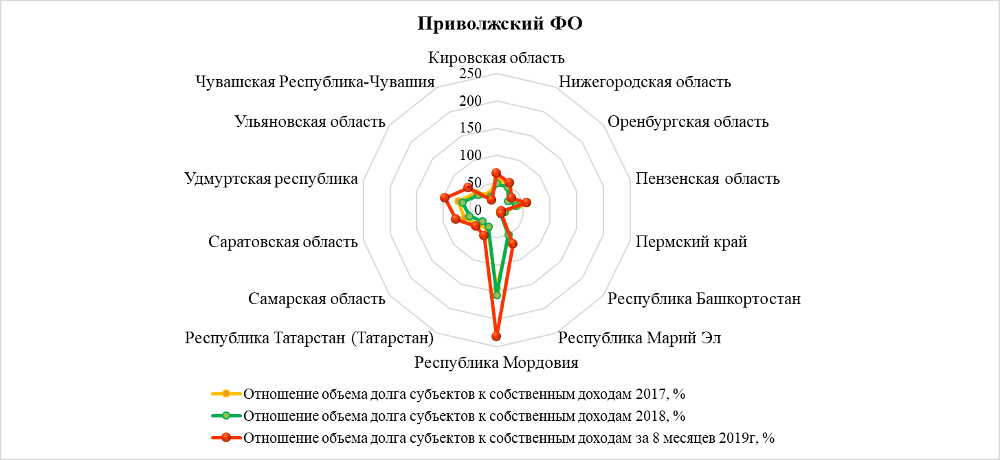 Приволжский ФО
Кировская область
250
Чувашская Республика-Чувашия
Нижегородская область
200
Ульяновская область
Оренбургская область
150
100
Удмуртская республика
50
Пензенская область
0
Саратовская область
Пермский край
Самарская область
Республика Башкортостан
Республика Татарстан (Татарстан)
Республика Марий Эл
Республика Мордовия
Отношение объема долга субъектов к собственным доходам 2017, %
Отношение объема долга субъектов к собственным доходам 2018, %
Отношение объема долга субъектов к собственным доходам за 8 месяцев 2019г, %